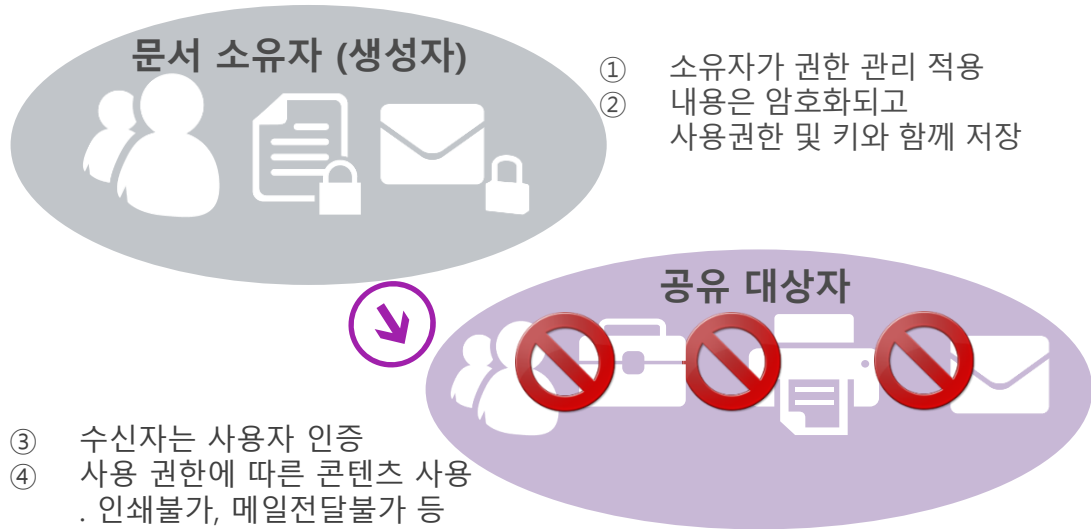 문서 소유자 (생성자)
① 소유자가 권한 관리 적용
② 내용은 암호화되고
사용권한 및 키와 함께 저장
공유 대상자
③ 수신자는 사용자 인증
④ 사용 권한에 따른 콘텐츠 사용
. 인쇄불가, 메일전달불가 등